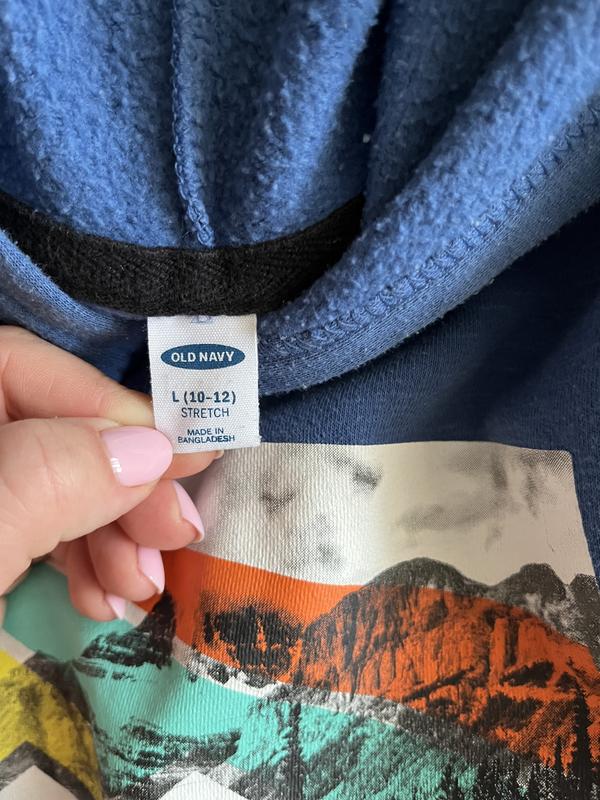 OLD NAVY
L (10-12)
STRETCH
MADE IN
BANGLADESH